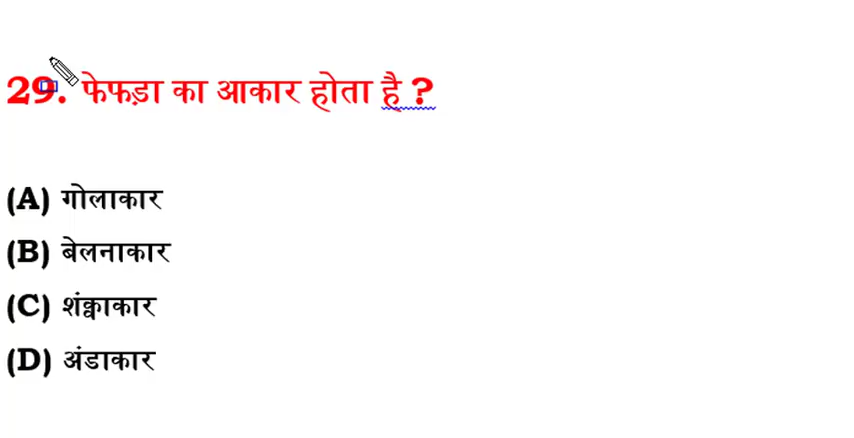 29. फेफड़ा का आकार होता है ?
(A) गोलाकार
(B) बेलनाकार
(C) शंक्वाकार
(D) अंडाकार